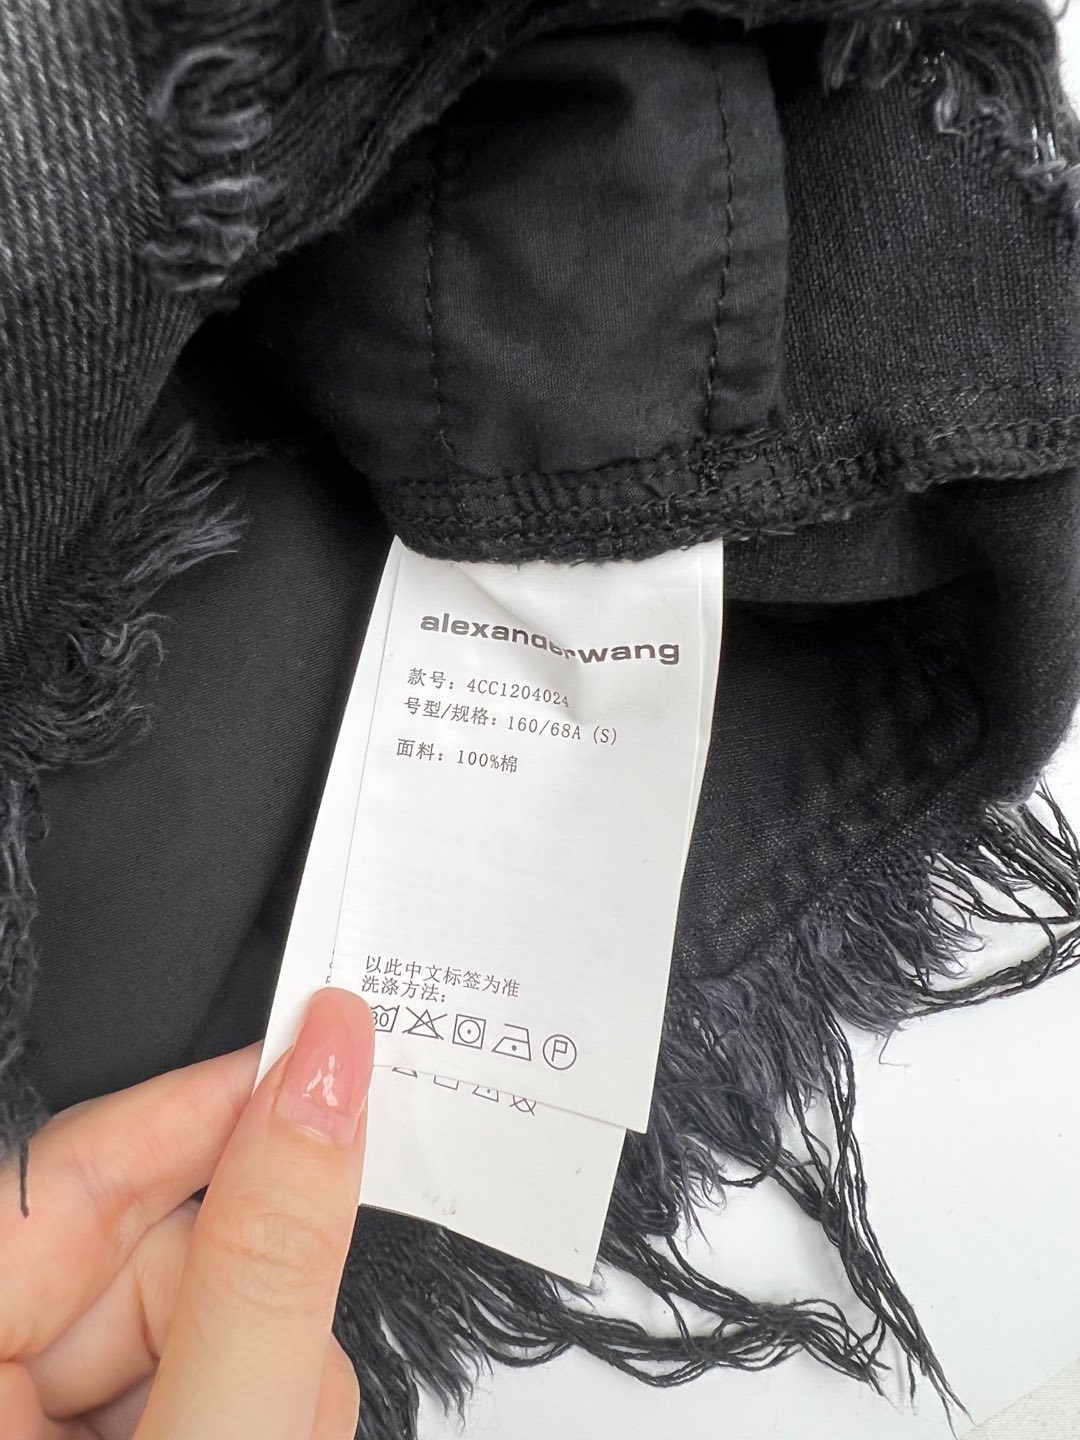 alexanderwang
款号：4CC1204024
号型/规格：160/68A (S)
面料：100%棉
以此中文标签为准
洗涤方法：
30
P